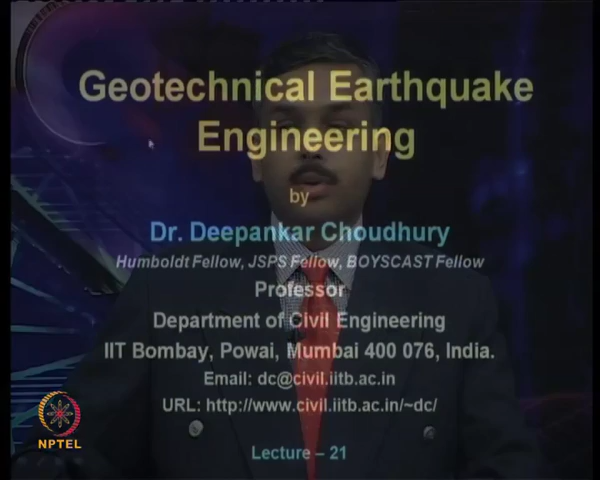 Geotechnical Earthquake
Engineering
by
Dr. Deepankar Choudhury
Humboldt Fellow, JSPS Fellow, BOYSCAST Fellow
Professor
Department of Civil Engineering
IIT Bombay, Powai, Mumbai 400 076, India.
Email: dc@civil.iitb.ac.in
URL: http://www.civil.iitb.ac.in/~dc/
NPTEL
Lecture – 21